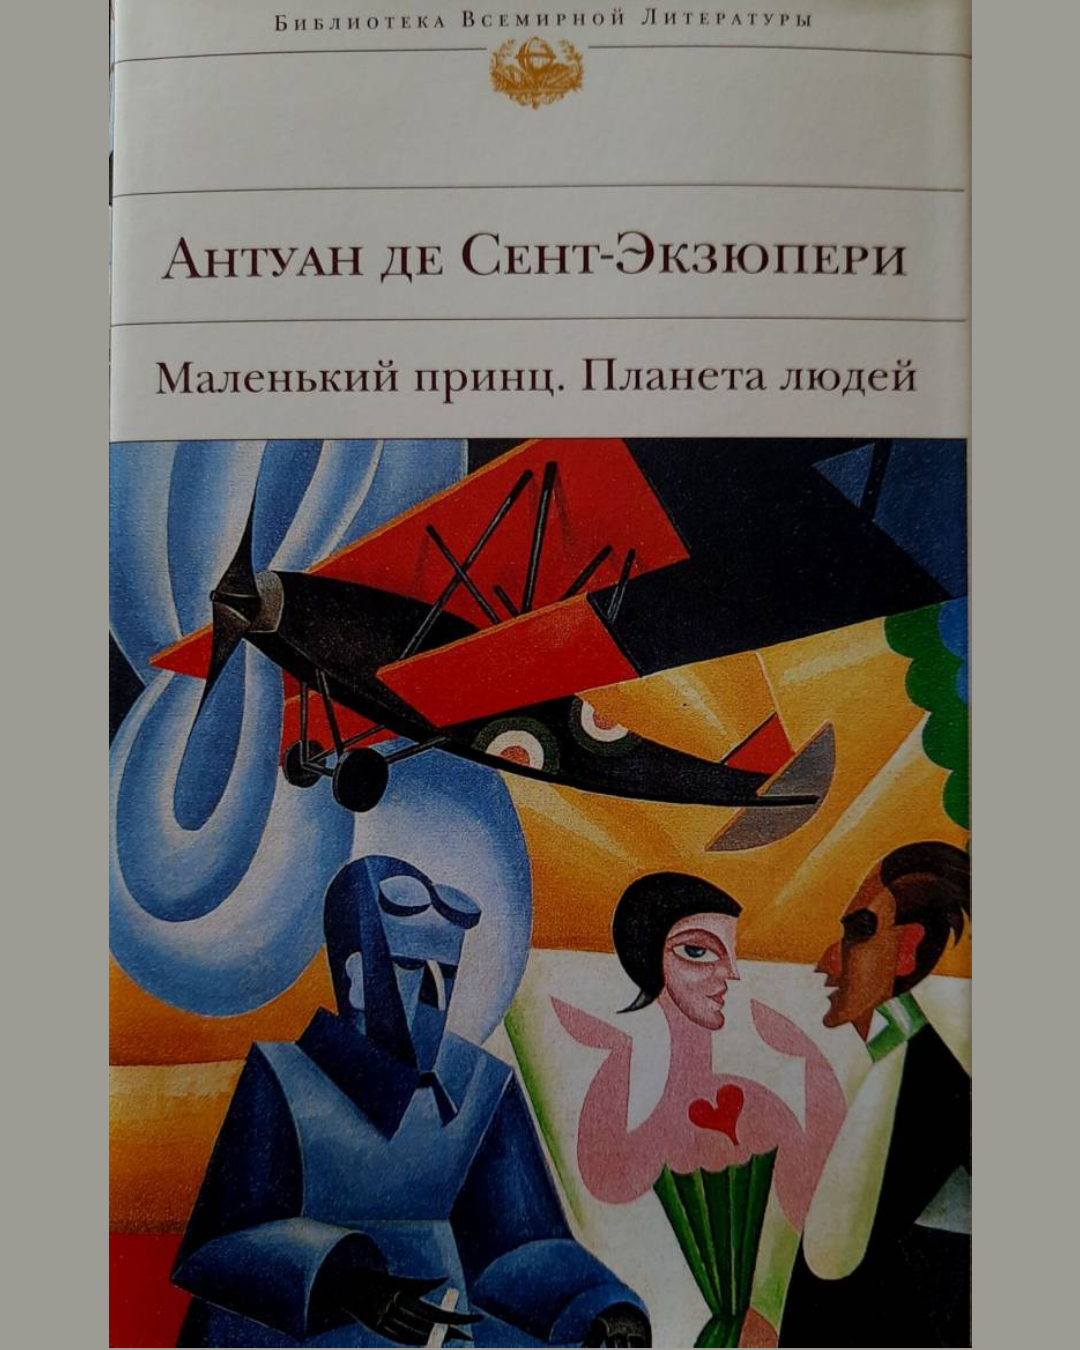 Библиотека Всемирной Литературы
Антуан де Сент-Экзюпери
Маленький принц. Планета людей